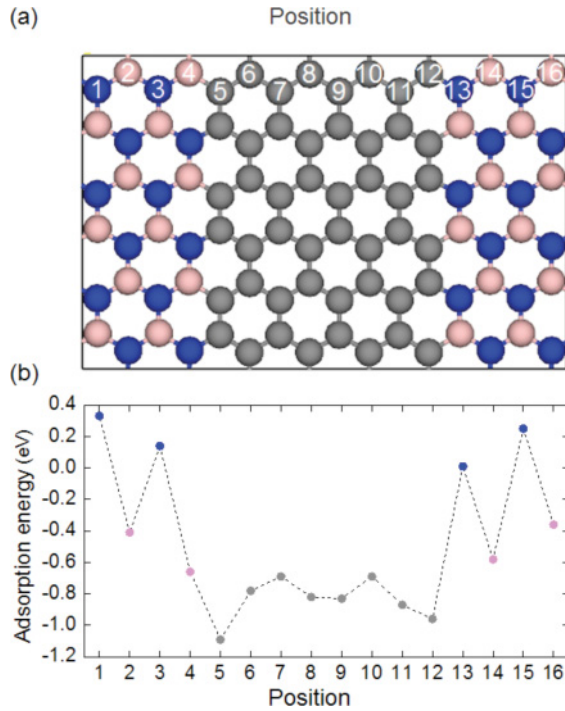 (a) Position
2 4 6 8 10 12 14 16
1 3 5 7 9 11 13 15
(b)
0.4
0.2
0.0
-0.2
-0.4
-0.6
-0.8
-1.0
-1.2
Adsorption energy (eV)
1 2 3 4 5 6 7 8 9 10 11 12 13 14 15 16
Position